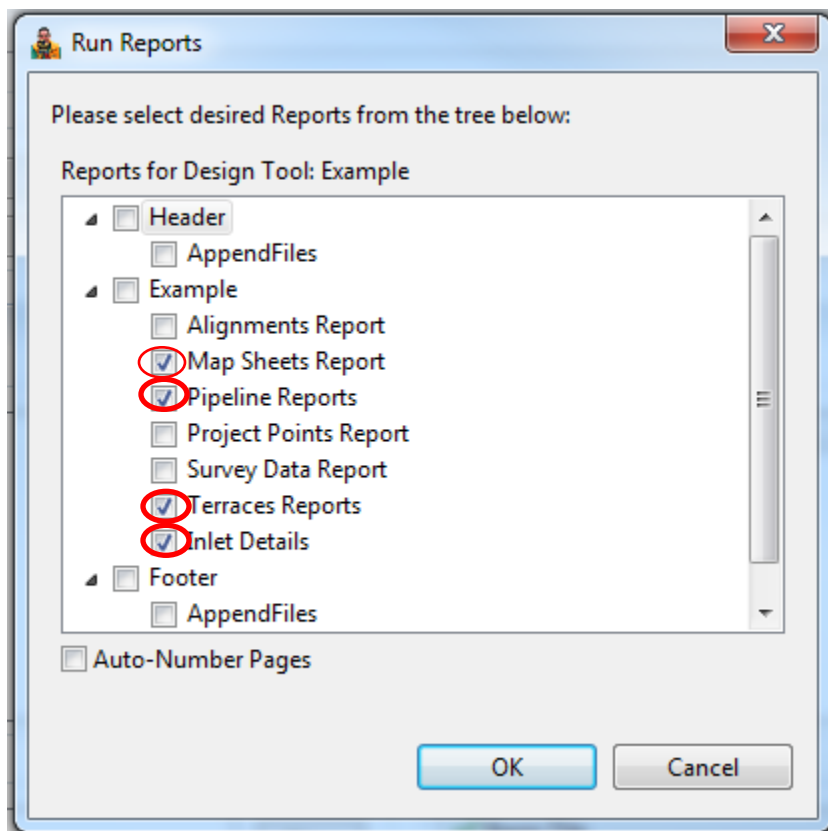 Run Reports
Please select desired Reports from the tree below:
Reports for Design Tool: Example
Header
AppendFiles
Example
Alignments Report
Map Sheets Report
Pipeline Reports
Project Points Report
Survey Data Report
Terraces Reports
Inlet Details
Footer
AppendFiles
Auto-Number Pages
OK Cancel